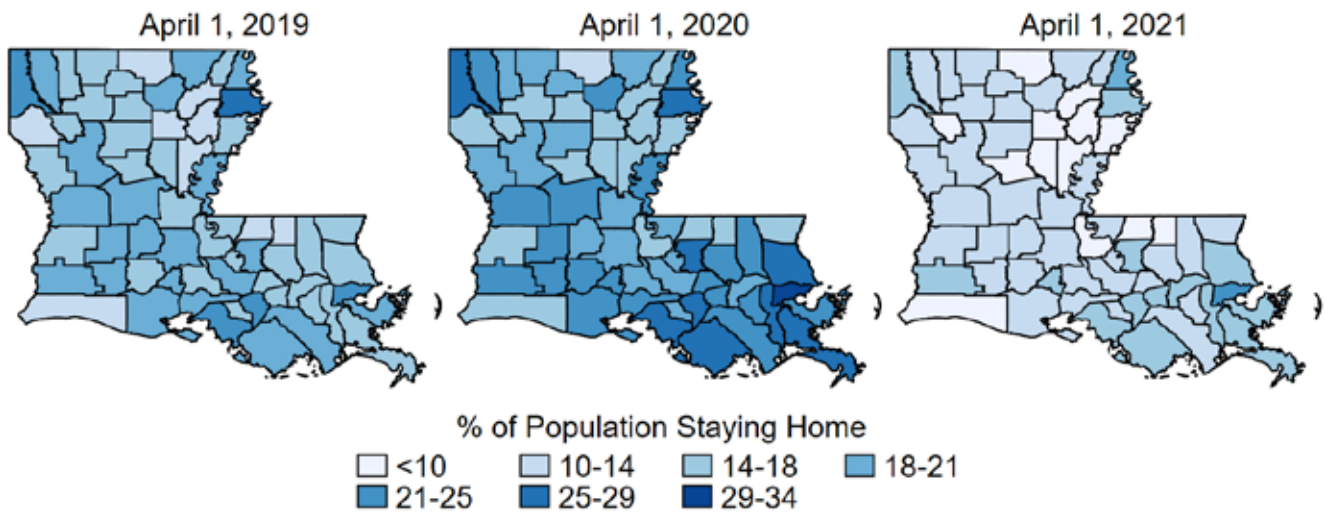 April 1, 2019 April 1, 2020 April 1, 2021
% of Population Staying Home
<10 10-14 14-18 18-21
21-25 25-29 29-34